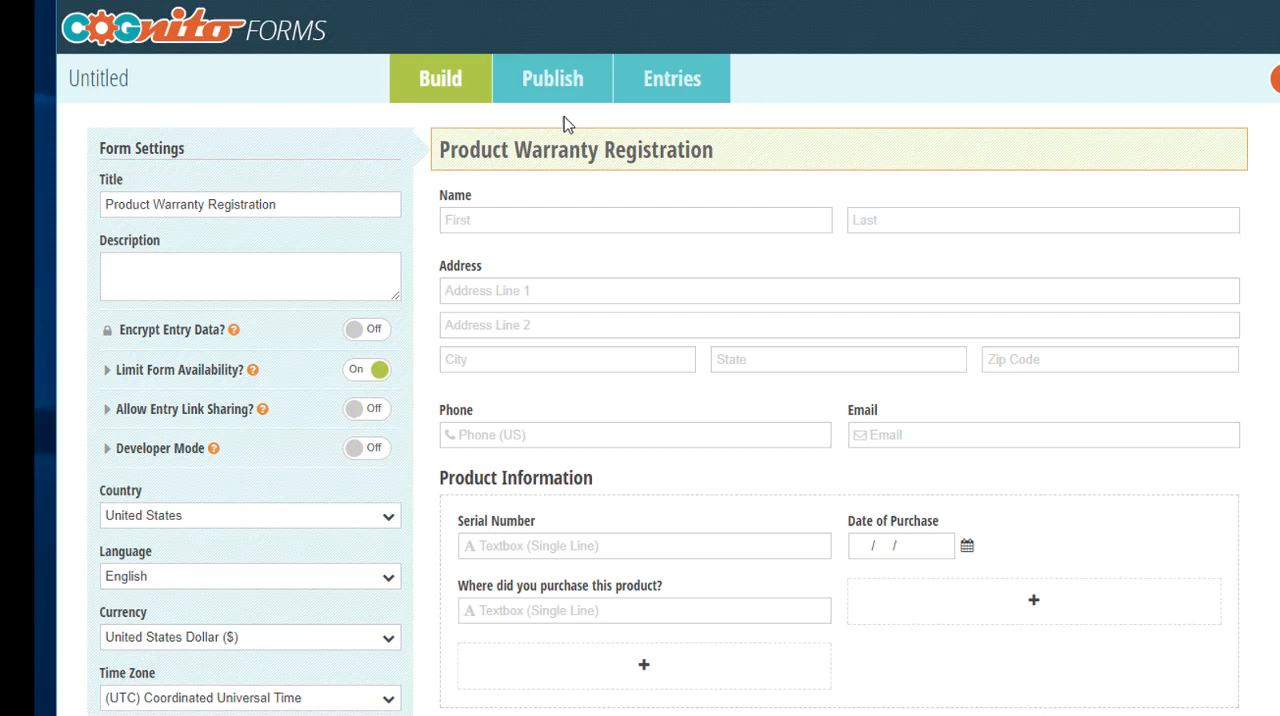 COGnito FORMS
Untitled
Build
Publish
Entries
Form Settings
Title
Product Warranty Registration
Description
Encrypt Entry Data? ?
Off
Limit Form Availability? ?
On
Allow Entry Link Sharing? ?
Off
Developer Mode ?
Off
Country
United States
Language
English
Currency
United States Dollar ($)
Time Zone
(UTC) Coordinated Universal Time
Product Warranty Registration
Name
First
Last
Address
Address Line 1
Address Line 2
City
State
Zip Code
Phone
Email
Phone (US)
Email
Product Information
Serial Number
Date of Purchase
A Textbox (Single Line)
/ /
Where did you purchase this product?
A Textbox (Single Line)
+
+